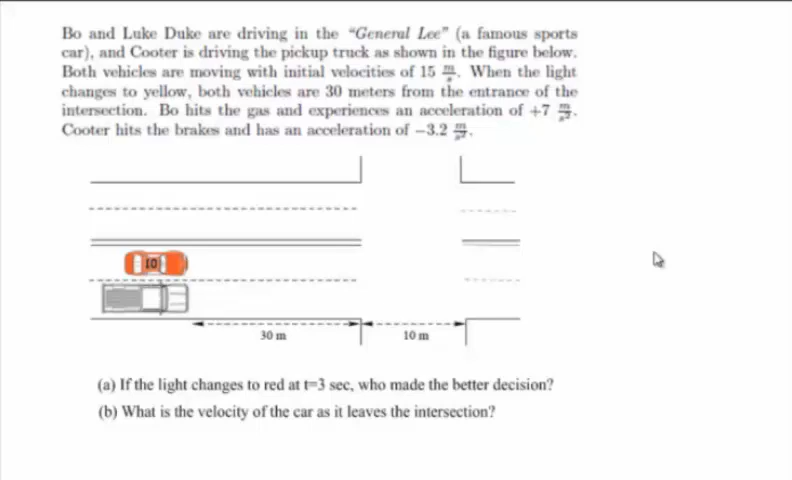 Bo and Luke Duke are driving in the "General Lee" (a famous sports
car), and Cooter is driving the pickup truck as shown in the figure below.
Both vehicles are moving with initial velocities of 15 m/s. When the light
changes to yellow, both vehicles are 30 meters from the entrance of the
intersection. Bo hits the gas and experiences an acceleration of +7 m/s².
Cooter hits the brakes and has an acceleration of −3.2 m/s².
01
30 m
10 m
(a) If the light changes to red at t=3 sec, who made the better decision?
(b) What is the velocity of the car as it leaves the intersection?